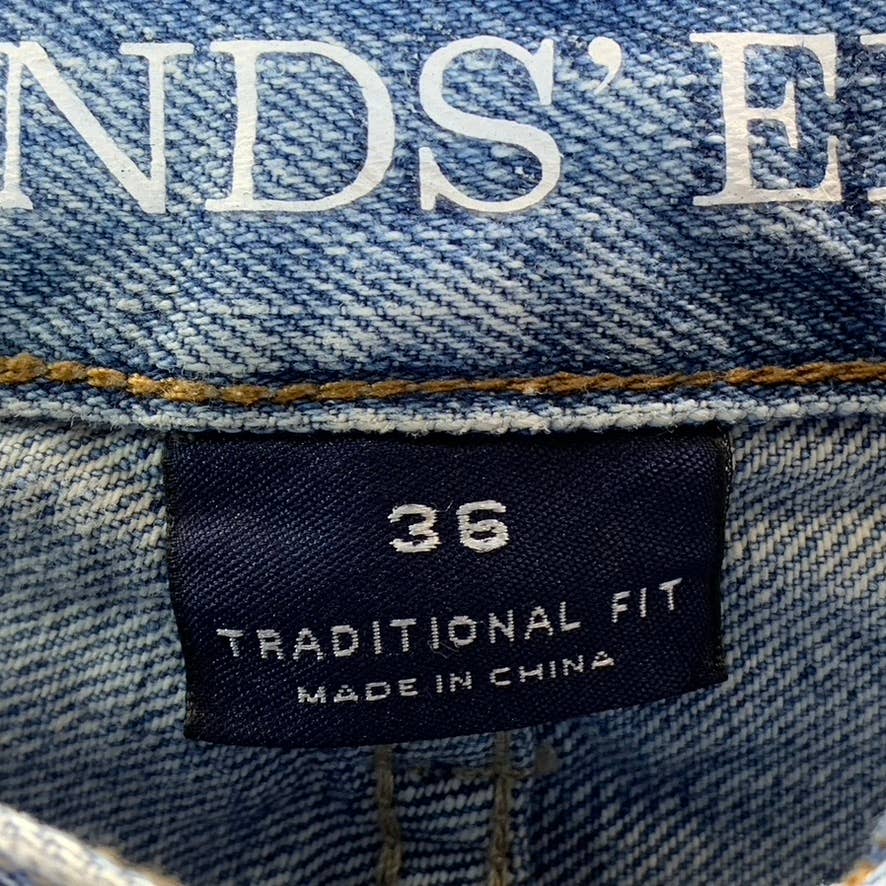 NDS' E
36
TRADITIONAL FIT
MADE IN CHINA